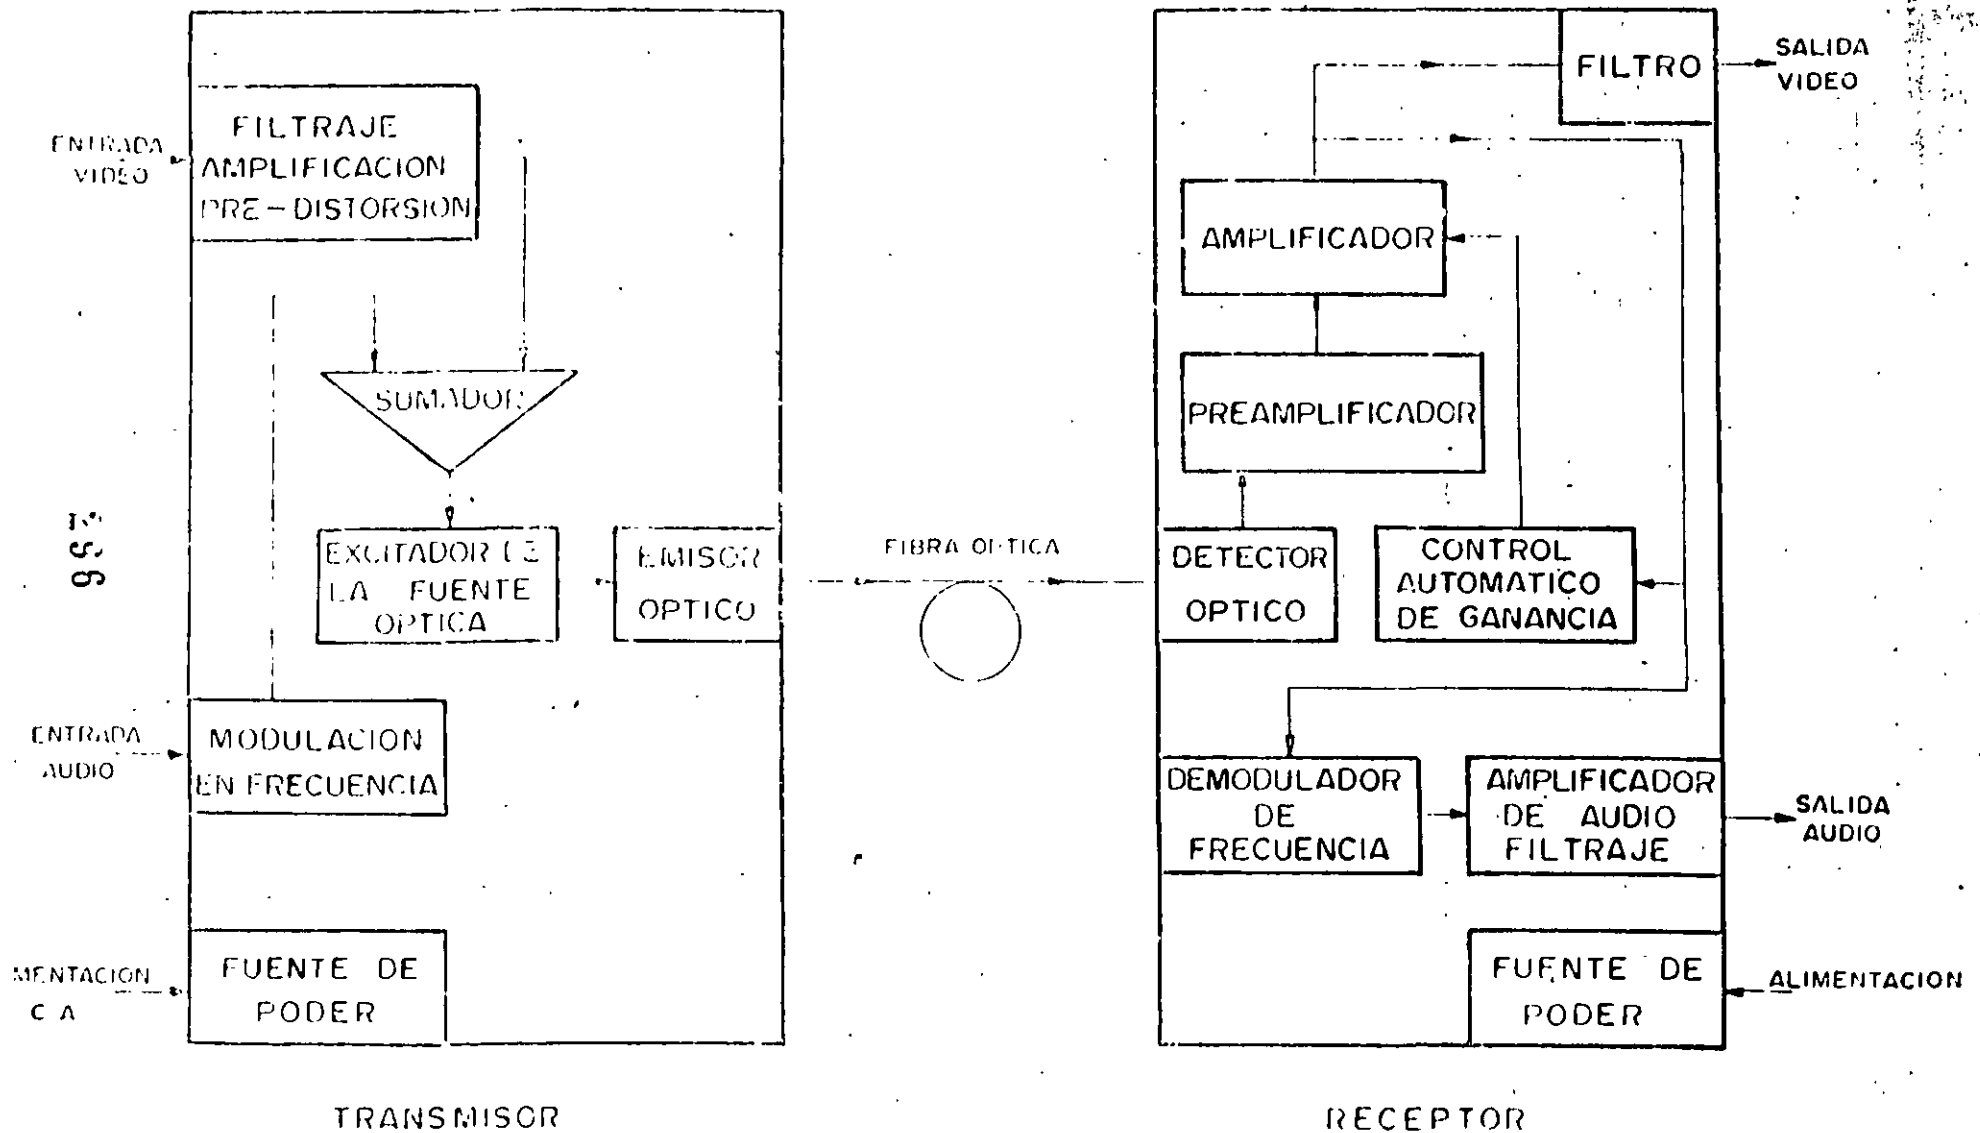 ENTRADA
VIDEO
FILTRAJE
AMPLIFICACION
PRE-DISTORSION
SUMADOR
EXCITADOR DE
LA FUENTE
OPTICA
EMISOR
OPTICO
ENTRADA
AUDIO
MODULACION
EN FRECUENCIA
MENTACION
C A
FUENTE DE
PODER
TRANSMISOR
FIBRA OPTICA
FILTRO
SALIDA
VIDEO
AMPLIFICADOR
PREAMPLIFICADOR
DETECTOR
OPTICO
CONTROL
AUTOMATICO
DE GANANCIA
DEMODULADOR
DE
FRECUENCIA
AMPLIFICADOR
DE AUDIO
FILTRAJE
SALIDA
AUDIO
FUENTE DE
PODER
ALIMENTACION
RECEPTOR